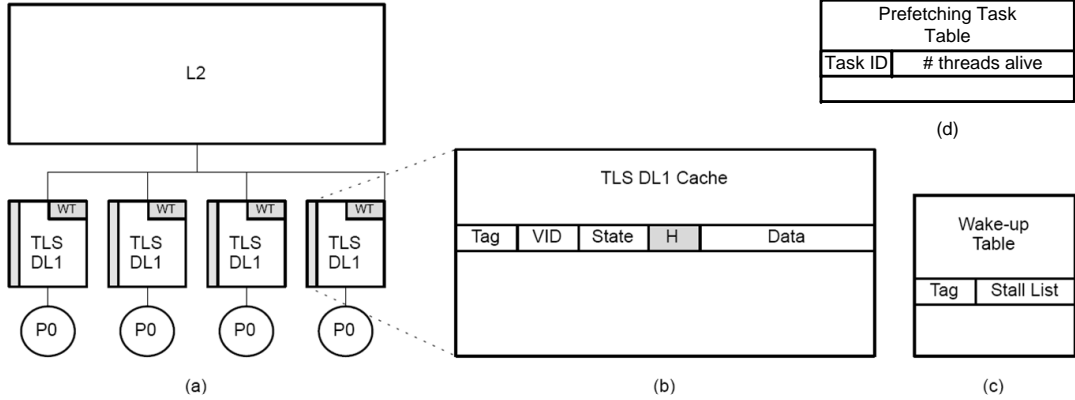 L2
WT WT WT WT
TLS DL1 TLS DL1 TLS DL1 TLS DL1
P0 P0 P0 P0
(a)
TLS DL1 Cache
Tag VID State H Data
(b)
Wake-up
Table
Tag Stall List
(c)
Prefetching Task
Table
Task ID # threads alive
(d)